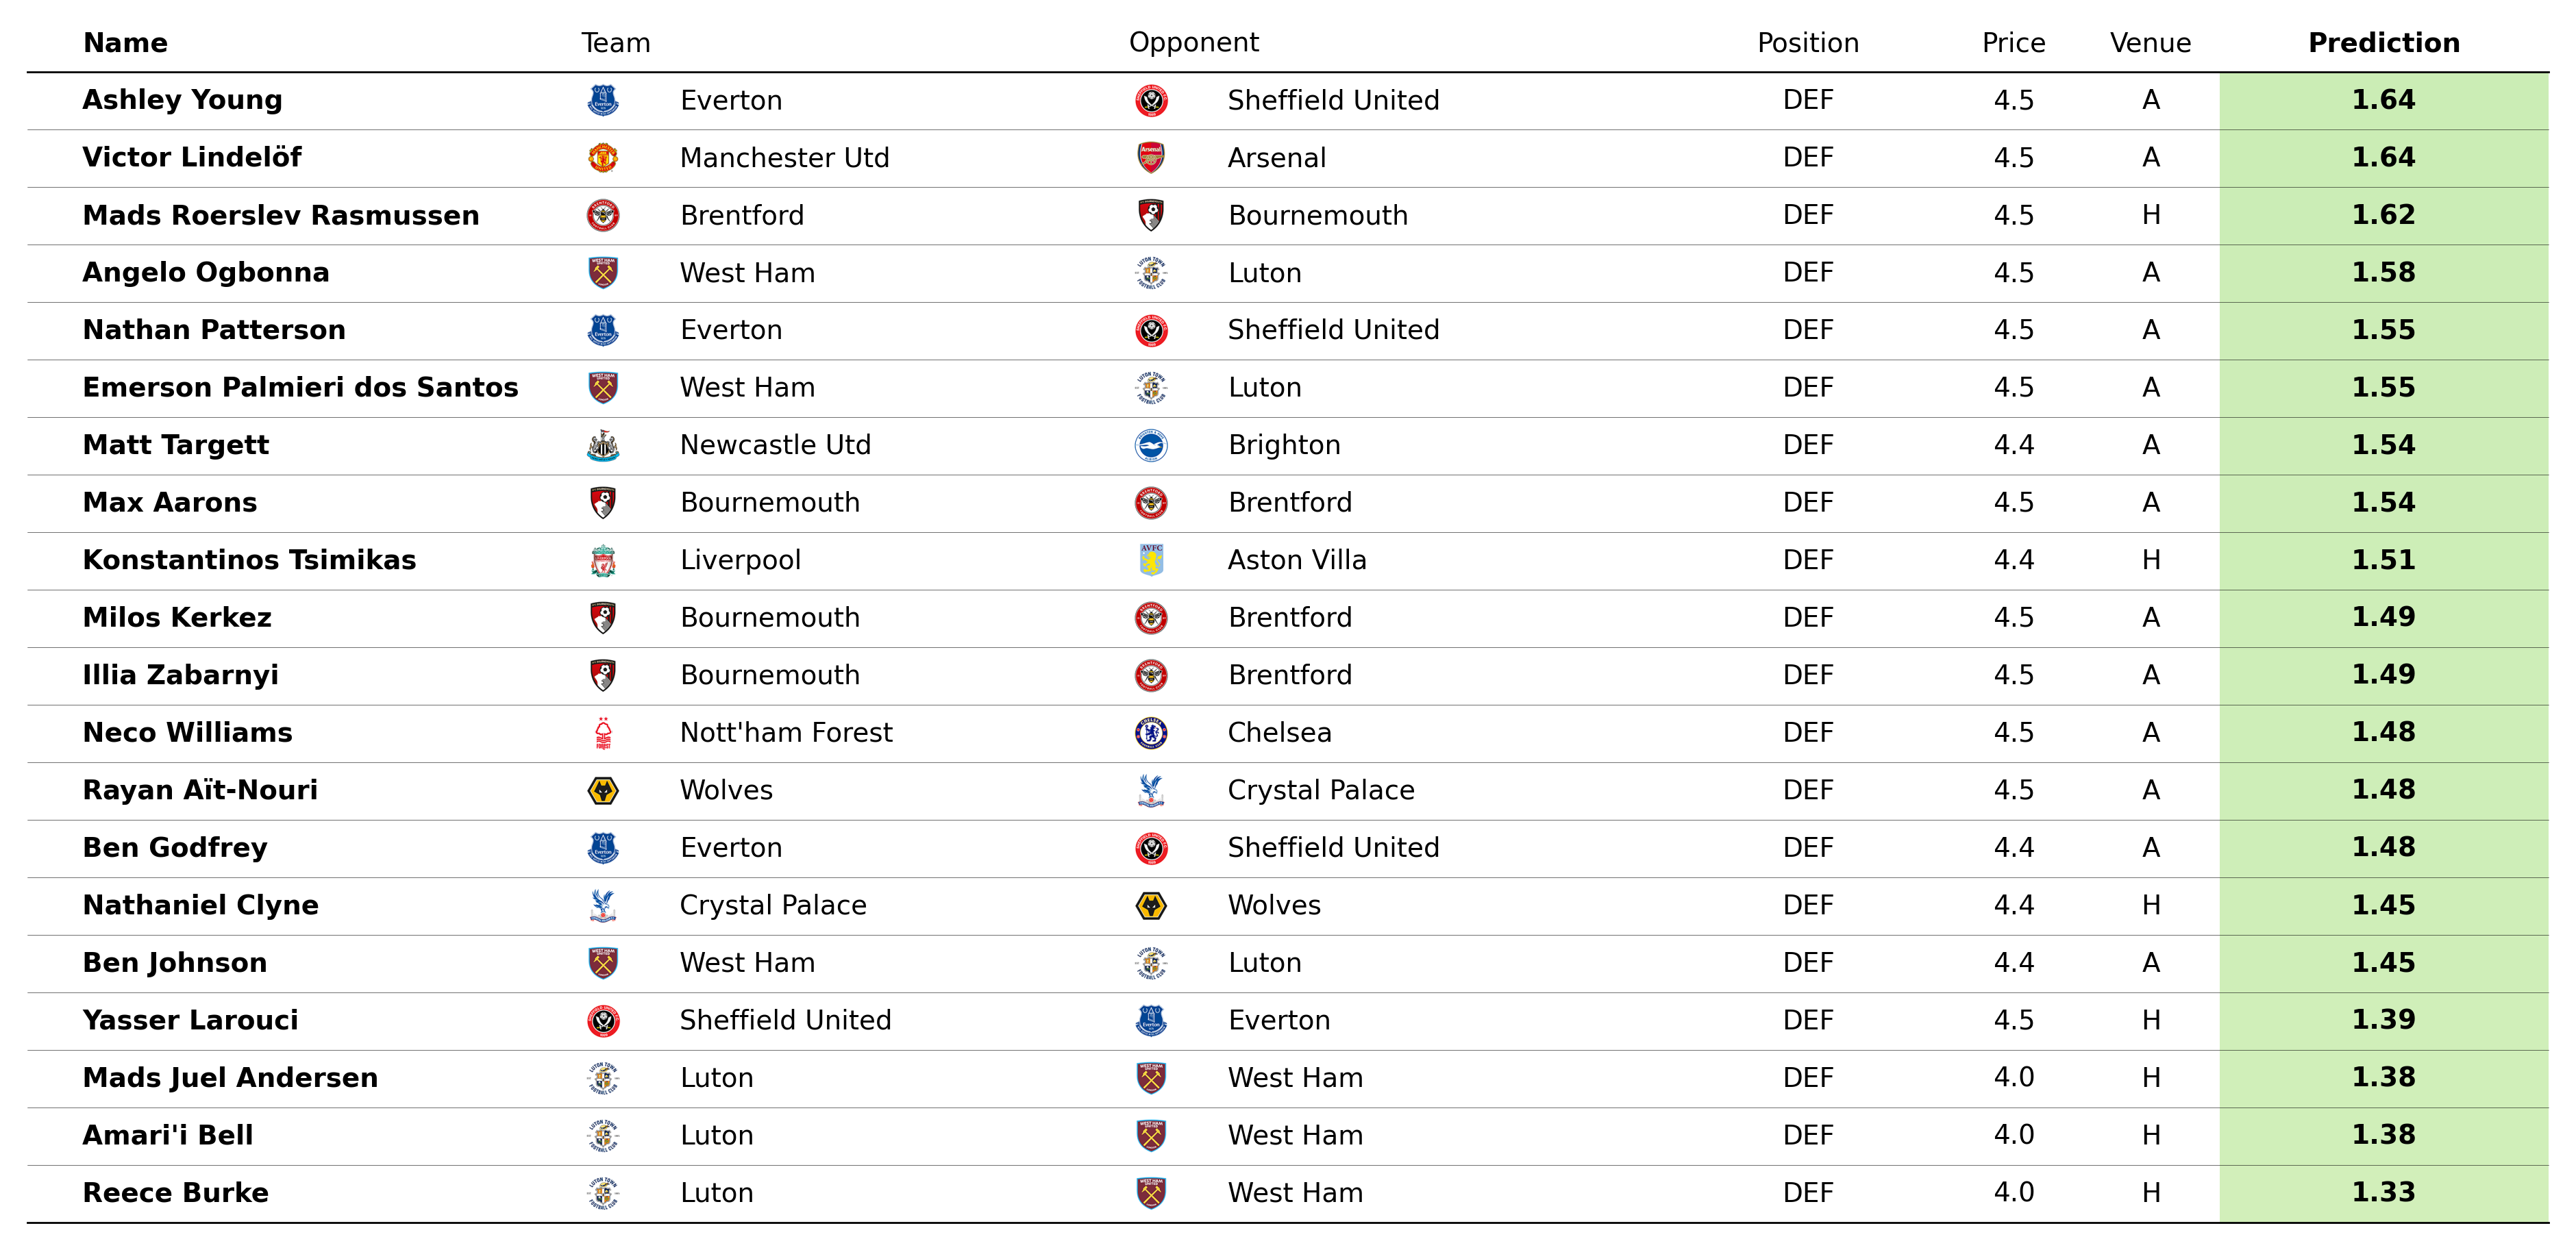 Name Team Opponent Position Price Venue Prediction
Ashley Young Everton Sheffield United DEF 4.5 A 1.64
Victor Lindelöf Manchester Utd Arsenal DEF 4.5 A 1.64
Mads Roerslev Rasmussen Brentford Bournemouth DEF 4.5 H 1.62
Angelo Ogbonna West Ham Luton DEF 4.5 A 1.58
Nathan Patterson Everton Sheffield United DEF 4.5 A 1.55
Emerson Palmieri dos Santos West Ham Luton DEF 4.5 A 1.55
Matt Targett Newcastle Utd Brighton DEF 4.4 A 1.54
Max Aarons Bournemouth Brentford DEF 4.5 A 1.54
Konstantinos Tsimikas Liverpool Aston Villa DEF 4.4 H 1.51
Milos Kerkez Bournemouth Brentford DEF 4.5 A 1.49
Illia Zabarnyi Bournemouth Brentford DEF 4.5 A 1.49
Neco Williams Nott'ham Forest Chelsea DEF 4.5 A 1.48
Rayan Aït-Nouri Wolves Crystal Palace DEF 4.5 A 1.48
Ben Godfrey Everton Sheffield United DEF 4.4 A 1.48
Nathaniel Clyne Crystal Palace Wolves DEF 4.4 H 1.45
Ben Johnson West Ham Luton DEF 4.4 A 1.45
Yasser Larouci Sheffield United Everton DEF 4.5 H 1.39
Mads Juel Andersen Luton West Ham DEF 4.0 H 1.38
Amari'i Bell Luton West Ham DEF 4.0 H 1.38
Reece Burke Luton West Ham DEF 4.0 H 1.33